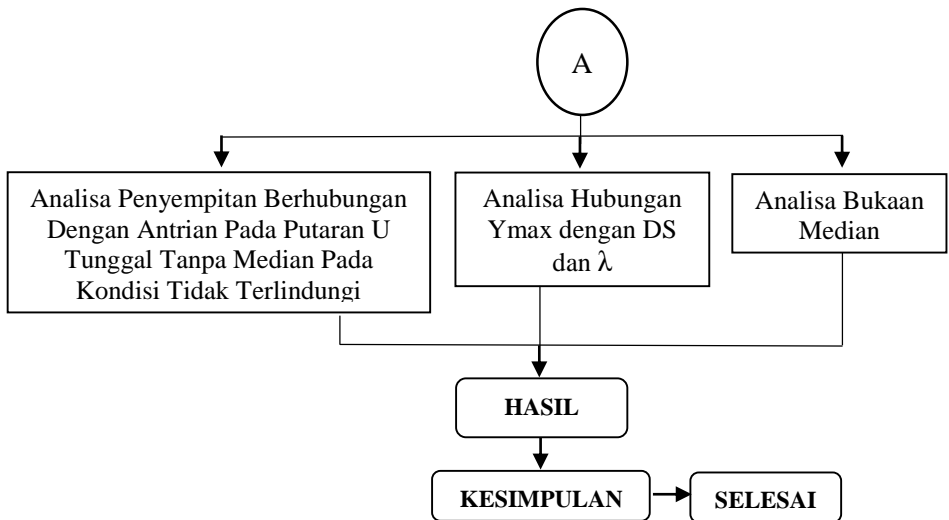 A
Analisa Penyempitan Berhubungan
Dengan Antrian Pada Putaran U
Tunggal Tanpa Median Pada
Kondisi Tidak Terlindungi
Analisa Hubungan
Ymax dengan DS
dan λ
Analisa Bukaan
Median
HASIL
KESIMPULAN
SELESAI